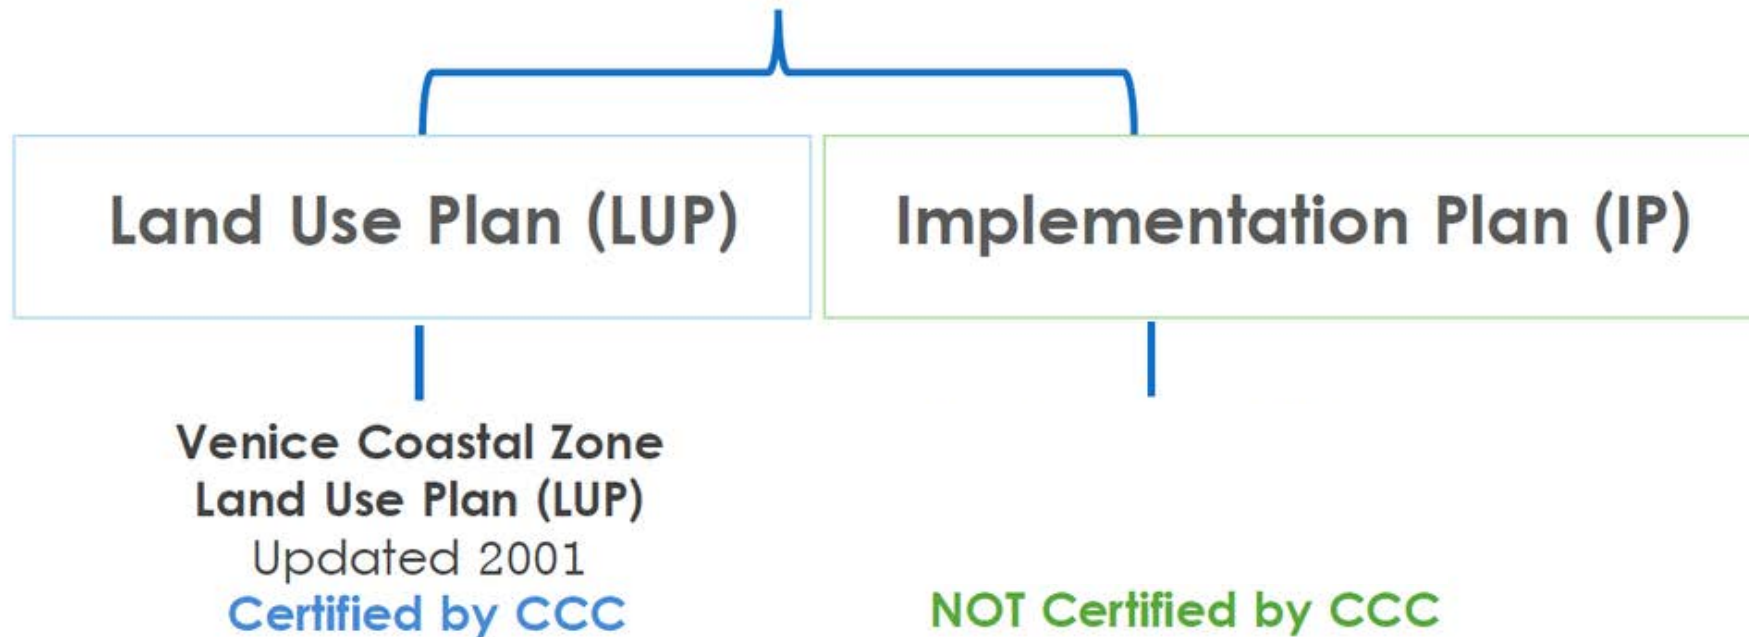 Land Use Plan (LUP)
Implementation Plan (IP)
Venice Coastal Zone
Land Use Plan (LUP)
Updated 2001
Certified by CCC
NOT Certified by CCC